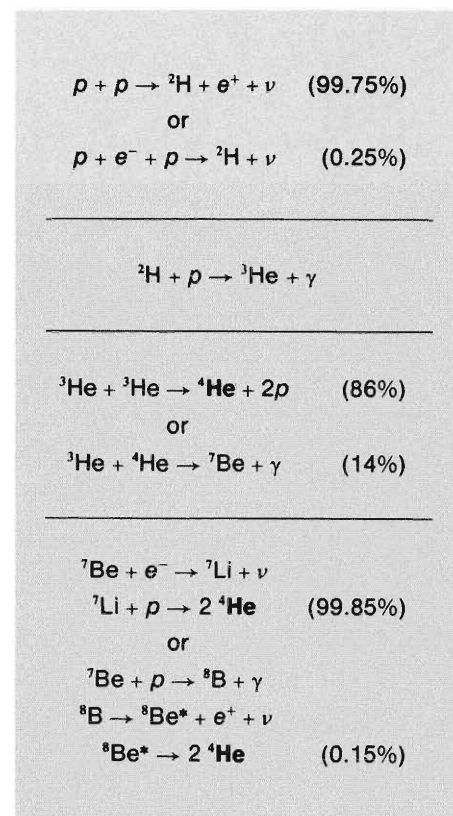 p + p → ²H + e⁺ + ν (99.75%)
or
p + e⁻ + p → ²H + ν (0.25%)
²H + p → ³He + γ
³He + ³He → ⁴He + 2p (86%)
or
³He + ⁴He → ⁷Be + γ (14%)
⁷Be + e⁻ → ⁷Li + ν
⁷Li + p → 2 ⁴He (99.85%)
or
⁷Be + p → ⁸B + γ
⁸B → ⁸Be* + e⁺ + ν
⁸Be* → 2 ⁴He (0.15%)